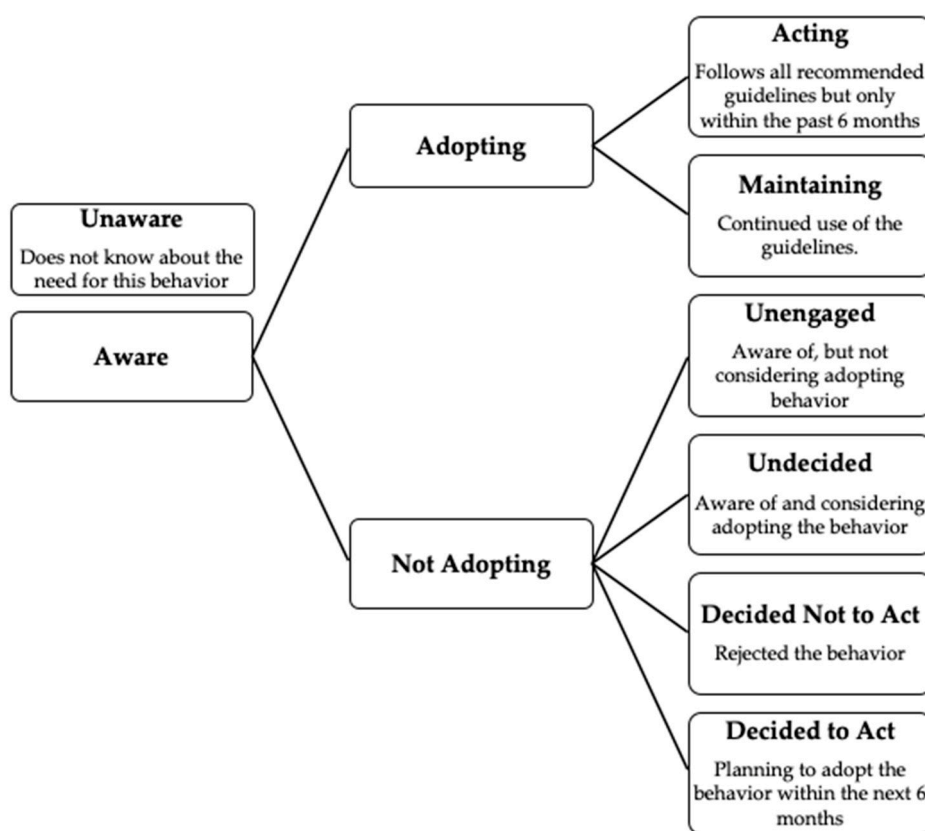 Unaware
Does not know about the
need for this behavior
Aware
Adopting
Not Adopting
Acting
Follows all recommended
guidelines but only
within the past 6 months
Maintaining
Continued use of the
guidelines.
Unengaged
Aware of, but not
considering adopting
behavior
Undecided
Aware of and considering
adopting the behavior
Decided Not to Act
Rejected the behavior
Decided to Act
Planning to adopt the
behavior within the next 6
months